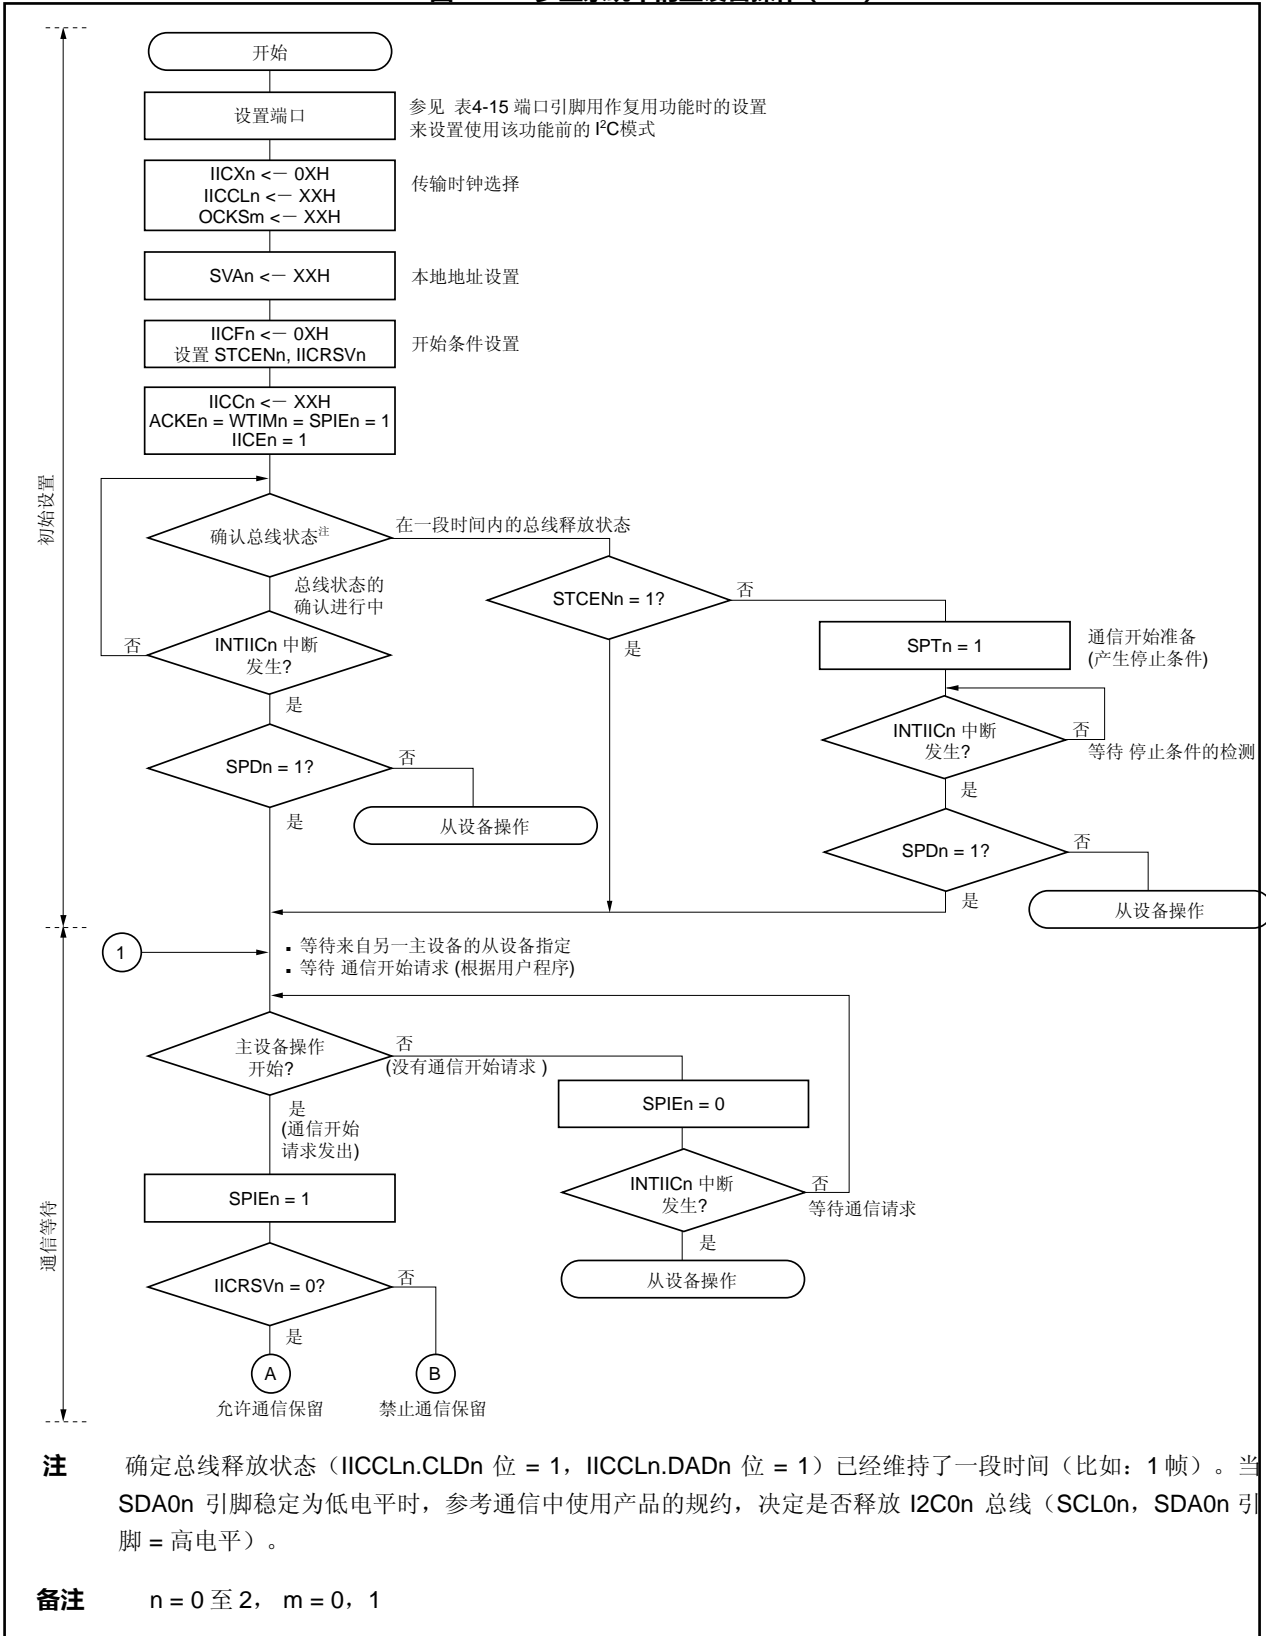 开始
设置端口
参见 表4-15 端口引脚用作复用功能时的设置
来设置使用该功能前的 I²C模式
IICXn <− 0XH
IICCLn <− XXH
OCKSm <− XXH
传输时钟选择
SVAn <− XXH
本地地址设置
IICFn <− 0XH
设置 STCENn, IICRSVn
开始条件设置
IICCn <− XXH
ACKEn = WTIMn = SPIEn = 1
IICEn = 1
初始设置
确认总线状态注
在一段时间内的总线释放状态
总线状态的
确认进行中
STCENn = 1?
否
是
SPTn = 1
通信开始准备
(产生停止条件)
INTIICn 中断
发生?
否
是
INTIICn 中断
发生?
否
等待 停止条件的检测
是
SPDn = 1?
否
是
从设备操作
SPDn = 1?
否
是
从设备操作
1
▪ 等待来自另一主设备的从设备指定
▪ 等待 通信开始请求 (根据用户程序)
通信等待
主设备操作
开始?
否
(没有通信开始请求 )
是
(通信开始
请求发出)
SPIEn = 0
INTIICn 中断
发生?
否
等待通信请求
是
从设备操作
SPIEn = 1
IICRSVn = 0?
否
是
A
B
允许通信保留
禁止通信保留
注 确定总线释放状态（IICCLn.CLDn 位 = 1，IICCLn.DADn 位 = 1）已经维持了一段时间（比如：1 帧）。当
SDA0n 引脚稳定为低电平时，参考通信中使用产品的规约，决定是否释放 I2C0n 总线（SCL0n，SDA0n 引
脚 = 高电平）。
备注 n = 0 至 2， m = 0，1